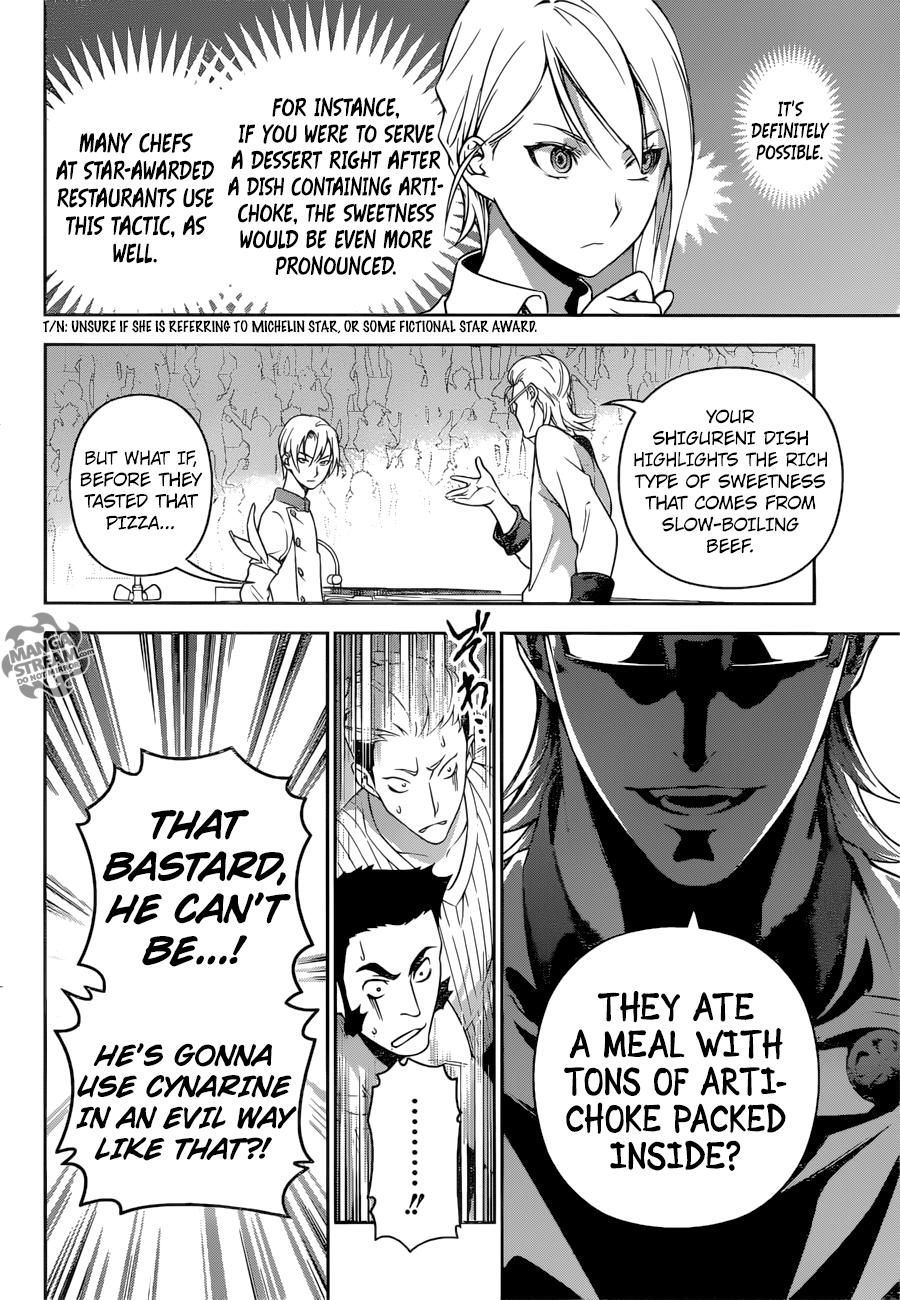 IT'S
DEFINITELY
POSSIBLE.
FOR INSTANCE,
IF YOU WERE TO SERVE
A DESSERT RIGHT AFTER
A DISH CONTAINING ARTI-
CHOKE, THE SWEETNESS
WOULD BE EVEN MORE
PRONOUNCED.
MANY CHEFS
AT STAR-AWARDED
RESTAURANTS USE
THIS TACTIC, AS
WELL.
T/N: UNSURE IF SHE IS REFERRING TO MICHELIN STAR, OR SOME FICTIONAL STAR AWARD.
YOUR
SHIGURENI DISH
HIGHLIGHTS THE RICH
TYPE OF SWEETNESS
THAT COMES FROM
SLOW-BOILING
BEEF.
BUT WHAT IF,
BEFORE THEY
TASTED THAT
PIZZA...
THEY ATE
A MEAL WITH
TONS OF ARTI-
CHOKE PACKED
INSIDE?
ぞわ…
………!!
THAT
BASTARD,
HE CAN'T
BE...!
HE'S GONNA
USE CYNARINE
IN AN EVIL WAY
LIKE THAT?!
MANGA
STREAM.com
DO NOT MIRROR